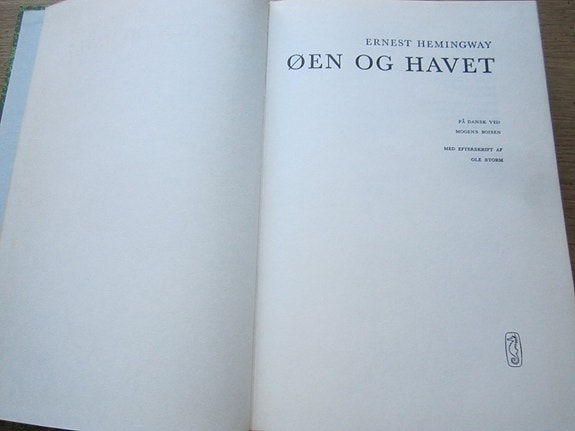 ERNEST HEMINGWAY
ØEN OG HAVET
PÅ DANSK VED
MOGENS BOISEN
MED EFTERSKRIFT AF
OLE STORM